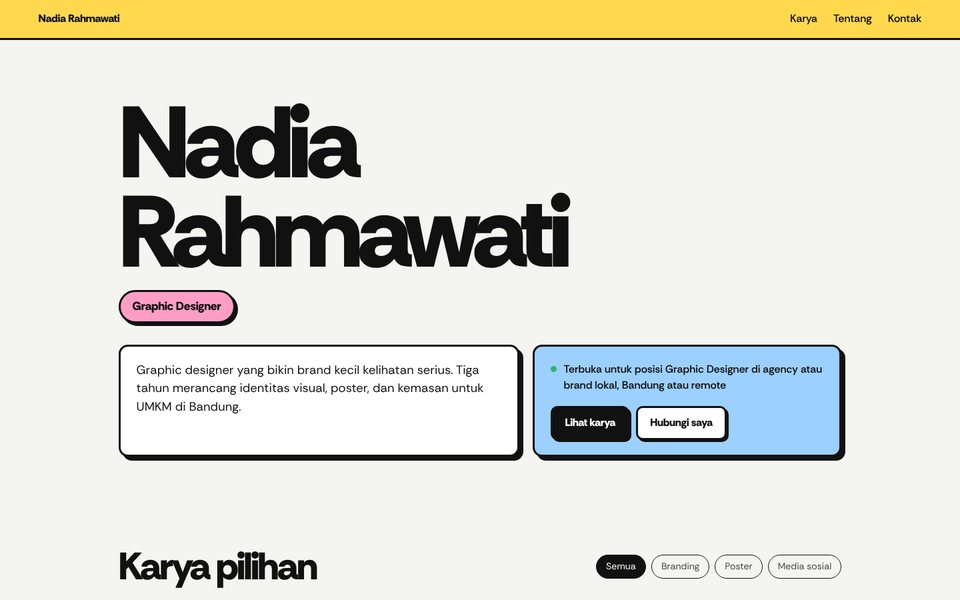 Nadia Rahmawati
Karya Tentang Kontak
Nadia
Rahmawati
Graphic Designer
Graphic designer yang bikin brand kecil kelihatan serius. Tiga
tahun merancang identitas visual, poster, dan kemasan untuk
UMKM di Bandung.
Terbuka untuk posisi Graphic Designer di agency atau
brand lokal, Bandung atau remote
Lihat karya Hubungi saya
Karya pilihan
Semua Branding Poster Media sosial